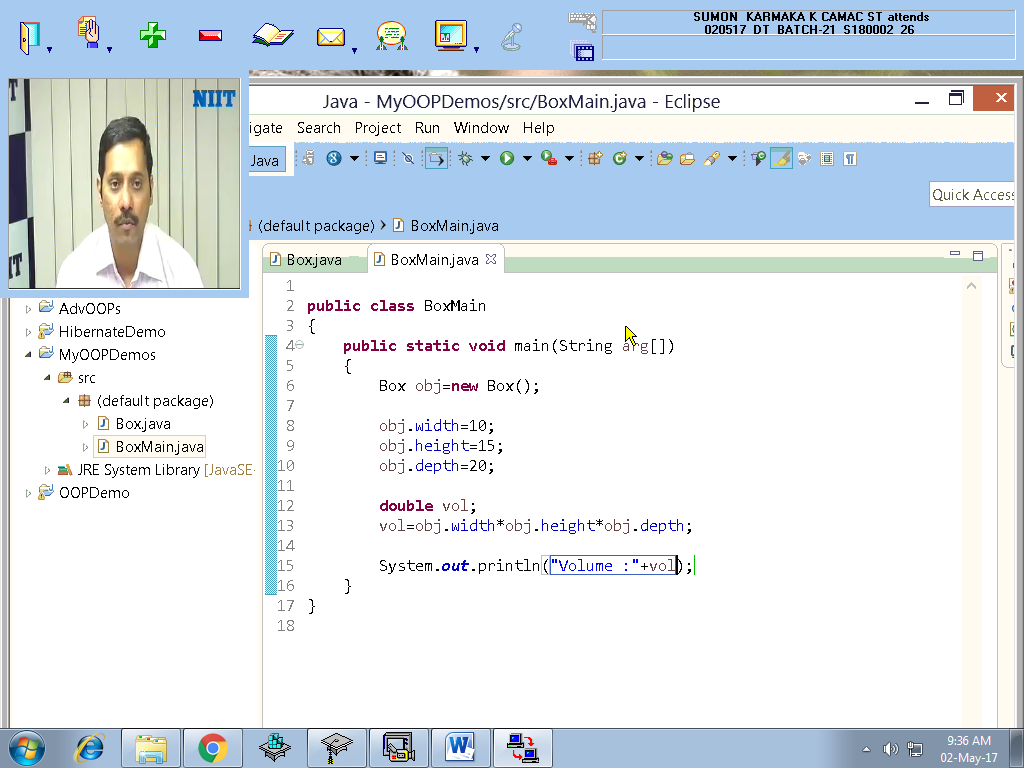 SUMON KARMAKA K CAMAC ST attends
020517 DT BATCH-21 S180002 26
NIIT
Java - MyOOPDemos/src/BoxMain.java - Eclipse
igate Search Project Run Window Help
Java
Quick Access
(default package) BoxMain.java
Box.java BoxMain.java
AdvOOPs
HibernateDemo
MyOOPDemos
src
(default package)
Box.java
BoxMain.java
JRE System Library [JavaSE-
OOPDemo
1
2 public class BoxMain
3 {
4 public static void main(String arg[])
5 {
6 Box obj=new Box();
7
8 obj.width=10;
9 obj.height=15;
10 obj.depth=20;
11
12 double vol;
13 vol=obj.width*obj.height*obj.depth;
14
15 System.out.println("Volume :"+vol);
16 }
17 }
18
9:36 AM
02-May-17